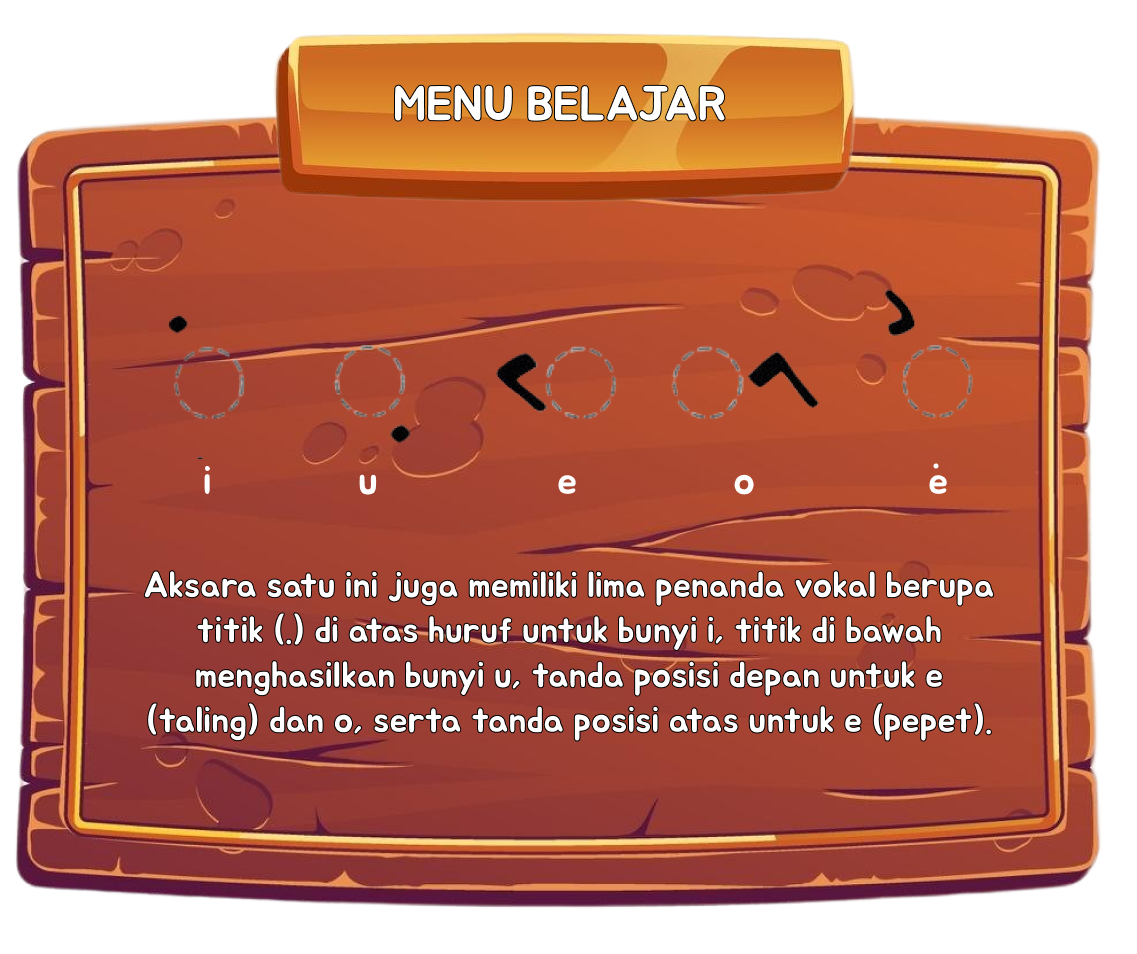 MENU BELAJAR
i u e o ė
Aksara satu ini juga memiliki lima penanda vokal berupa
titik (.) di atas huruf untuk bunyi i, titik di bawah
menghasilkan bunyi u, tanda posisi depan untuk e
(taling) dan o, serta tanda posisi atas untuk e (pepet).